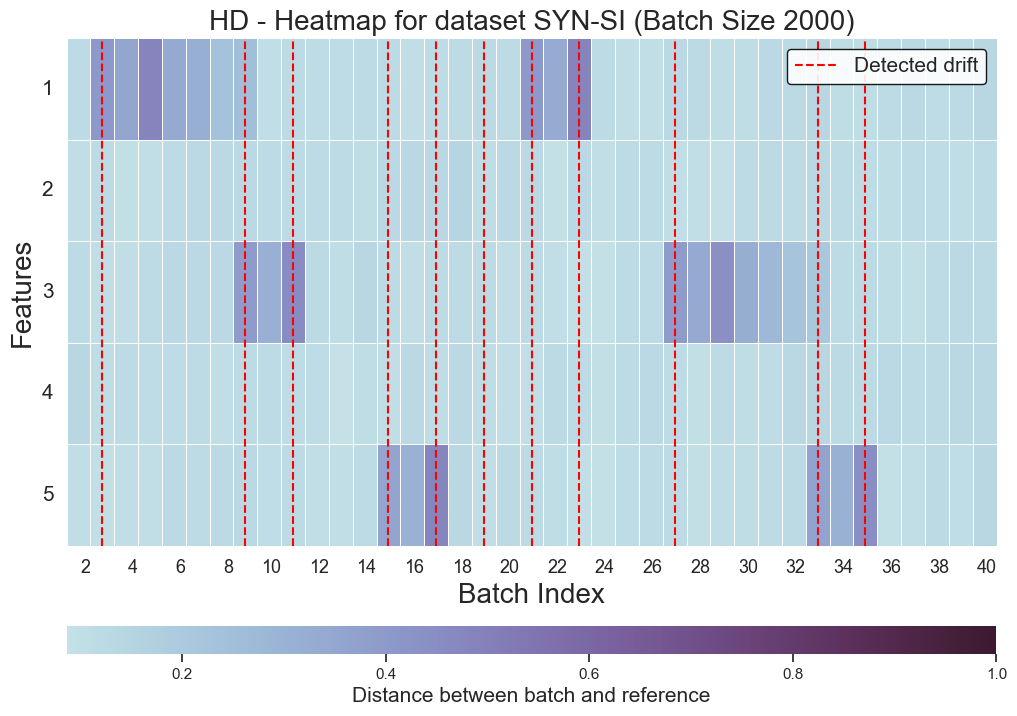 HD - Heatmap for dataset SYN-SI (Batch Size 2000)
Detected drift
Features
1
2
3
4
5
2 4 6 8 10 12 14 16 18 20 22 24 26 28 30 32 34 36 38 40
Batch Index
0.2 0.4 0.6 0.8 1.0
Distance between batch and reference